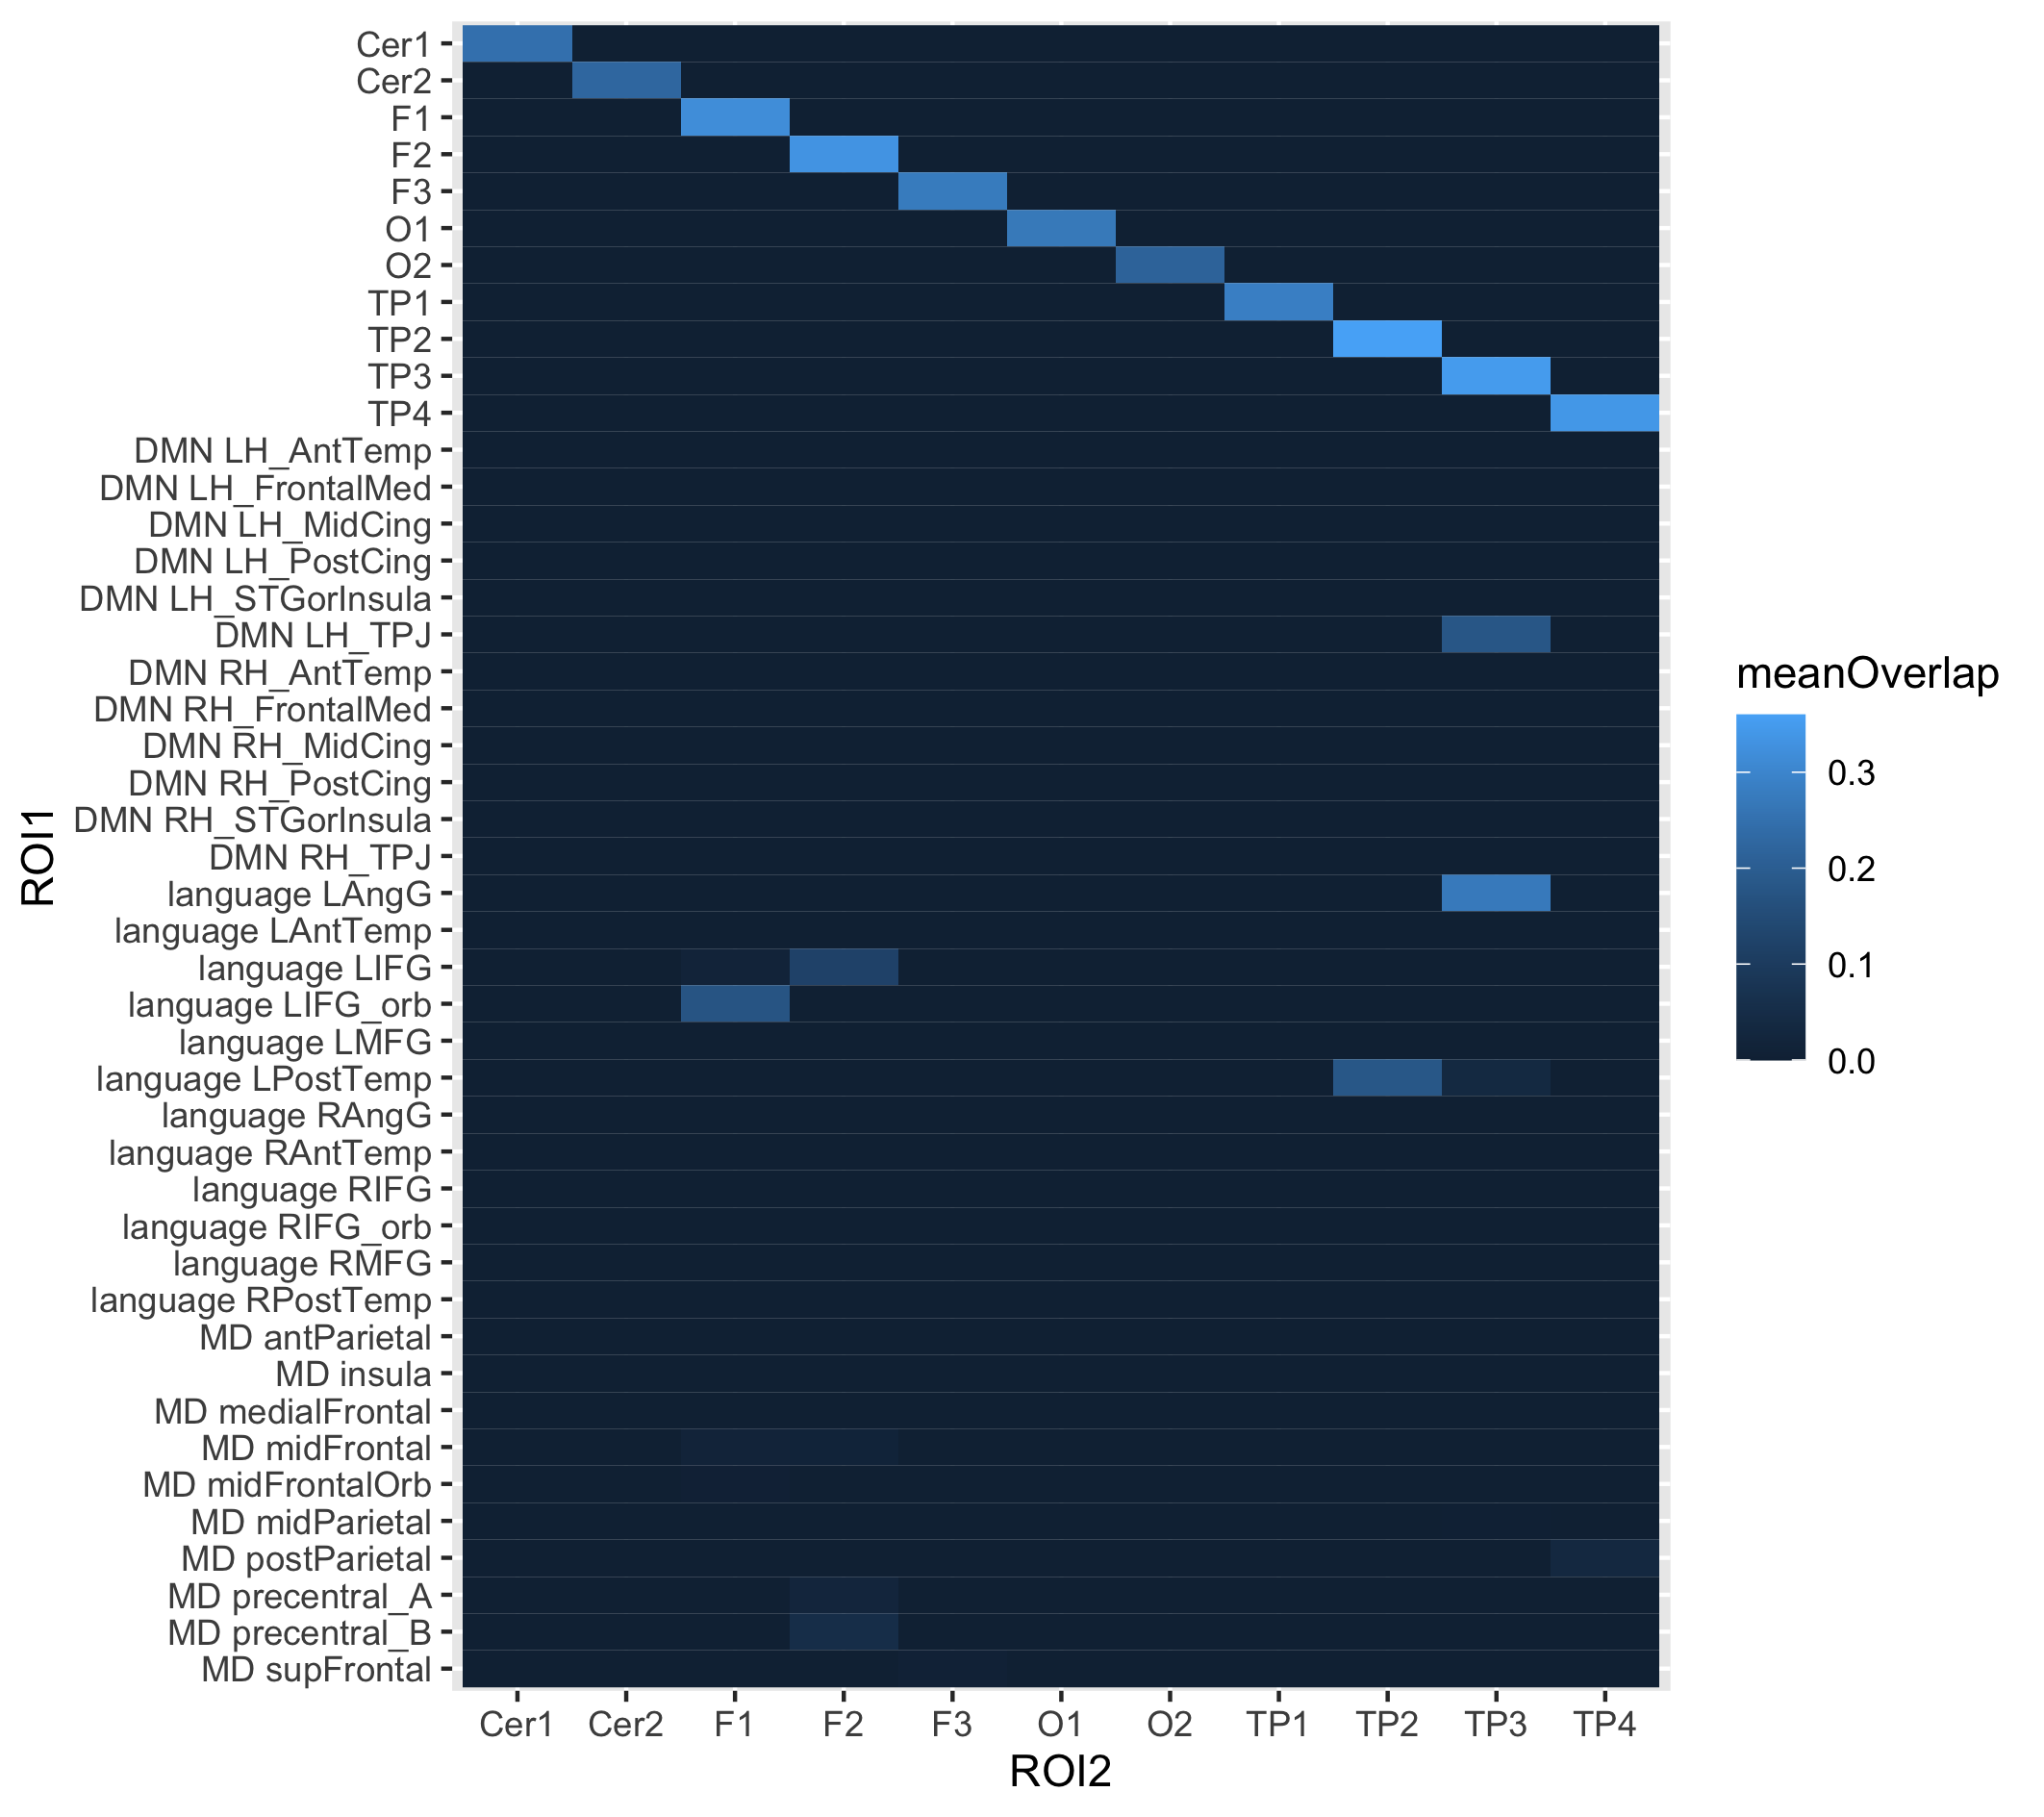 Cer1
Cer2
F1
F2
F3
O1
O2
TP1
TP2
TP3
TP4
DMN LH_AntTemp
DMN LH_FrontalMed
DMN LH_MidCing
DMN LH_PostCing
DMN LH_STGorInsula
DMN LH_TPJ
DMN RH_AntTemp
DMN RH_FrontalMed
DMN RH_MidCing
DMN RH_PostCing
DMN RH_STGorInsula
DMN RH_TPJ
language LAngG
language LAntTemp
language LIFG
language LIFG_orb
language LMFG
language LPostTemp
language RAngG
language RAntTemp
language RIFG
language RIFG_orb
language RMFG
language RPostTemp
MD antParietal
MD insula
MD medialFrontal
MD midFrontal
MD midFrontalOrb
MD midParietal
MD postParietal
MD precentral_A
MD precentral_B
MD supFrontal
ROI1
Cer1 Cer2 F1 F2 F3 O1 O2 TP1 TP2 TP3 TP4
ROI2
meanOverlap
0.3
0.2
0.1
0.0